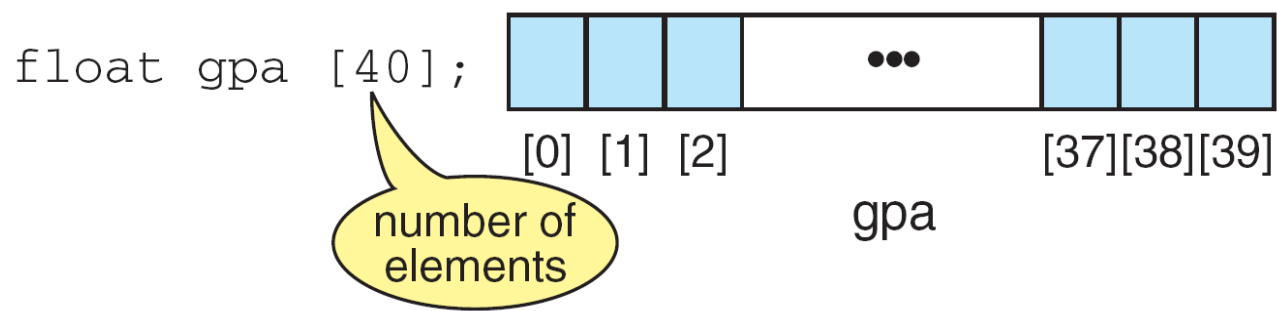 float gpa [40];
•••
[0] [1] [2] [37][38][39]
gpa
number of
elements